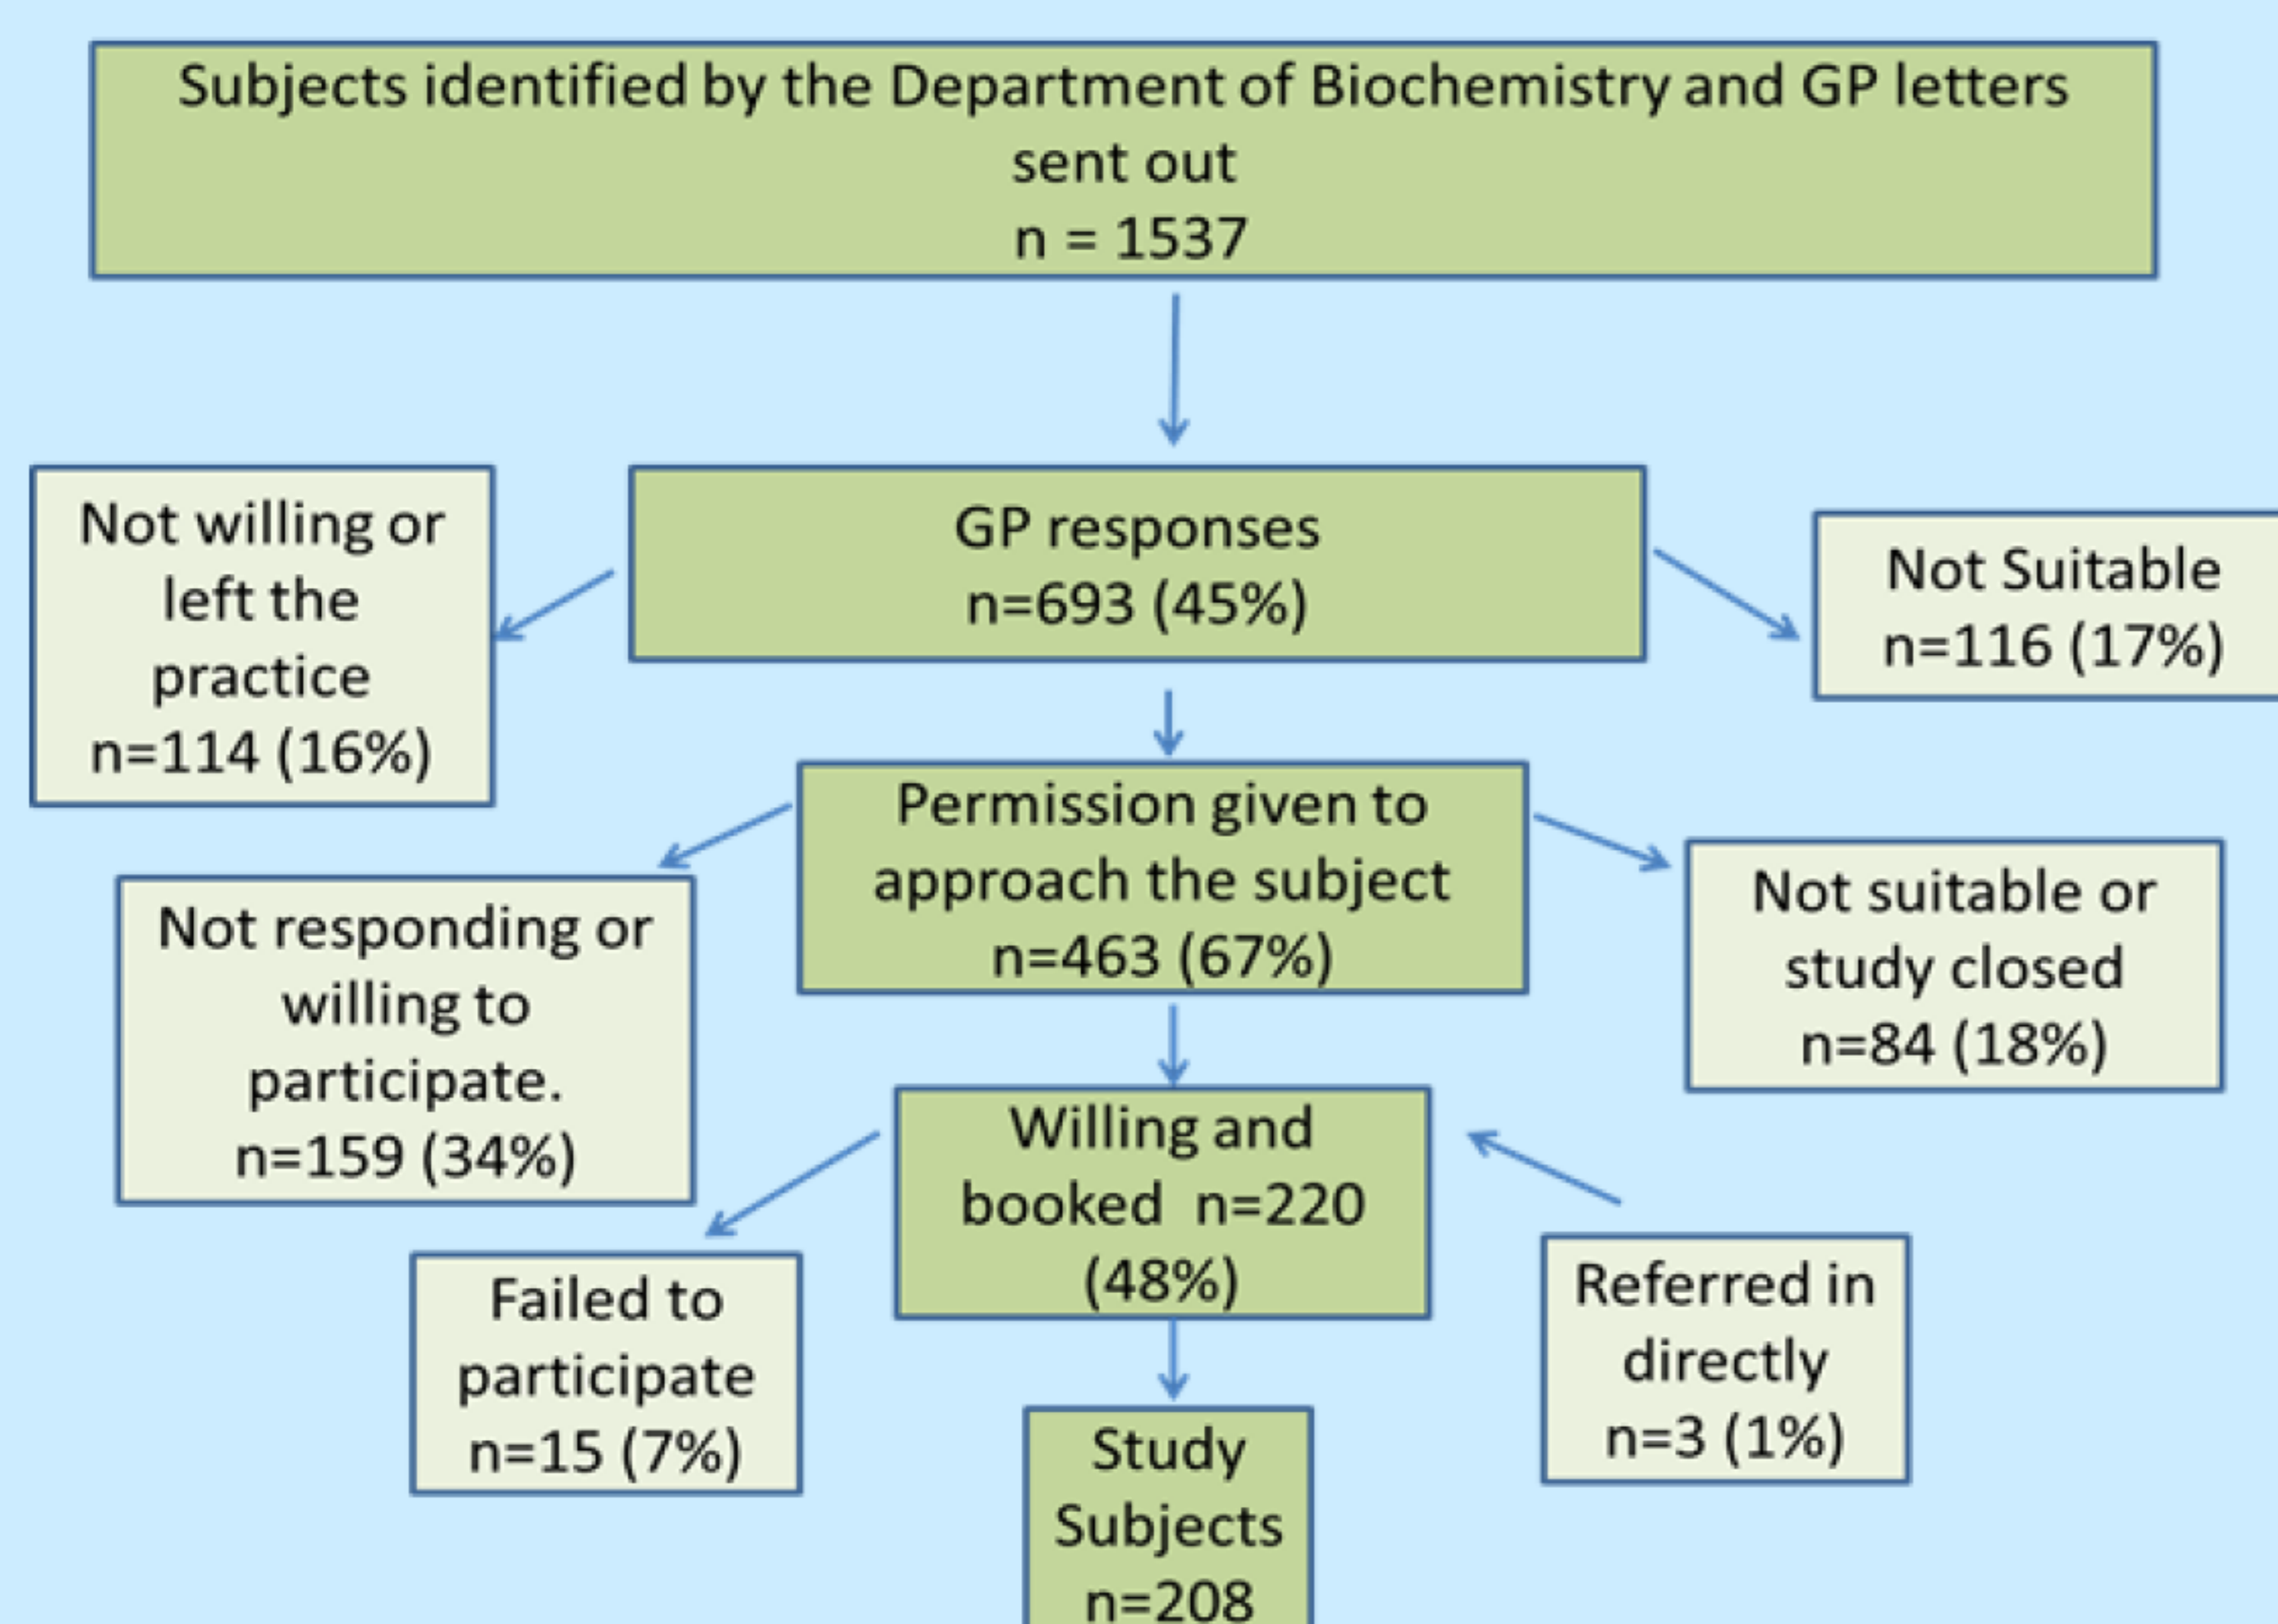 Subjects identified by the Department of Biochemistry and GP letters
sent out
n = 1537
Not willing or
left the
practice
n=114 (16%)
GP responses
n=693 (45%)
Not Suitable
n=116 (17%)
Permission given to
approach the subject
n=463 (67%)
Not responding or
willing to
participate.
n=159 (34%)
Not suitable or
study closed
n=84 (18%)
Willing and
booked n=220
(48%)
Failed to
participate
n=15 (7%)
Referred in
directly
n=3 (1%)
Study
Subjects
n=208